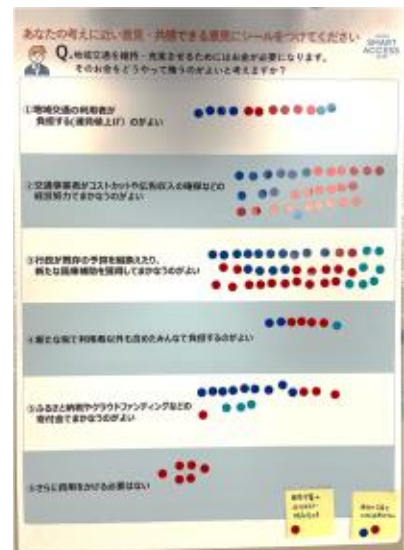 あなたの考えに近い意見・共感できる意見にシールをつけてください
SMART
ACCESS
Q.地域交通を維持・充実させるためにはお金が必要になります。
そのお金をどうやって賄うのがよいと考えますか？
①地域交通の利用者が
負担する(運賃値上げ)のがよい
②交通事業者がコストカットや広告収入の確保などの
経営努力でまかなうのがよい
③行政が既存の予算を組換えたり、
新たな国庫補助を獲得してまかなうのがよい
④新たな税で利用者以外も含めたみんなで負担するのがよい
⑤ふるさと納税やクラウドファンディングなどの
寄付金でまかなうのがよい
⑥さらに費用をかける必要はない